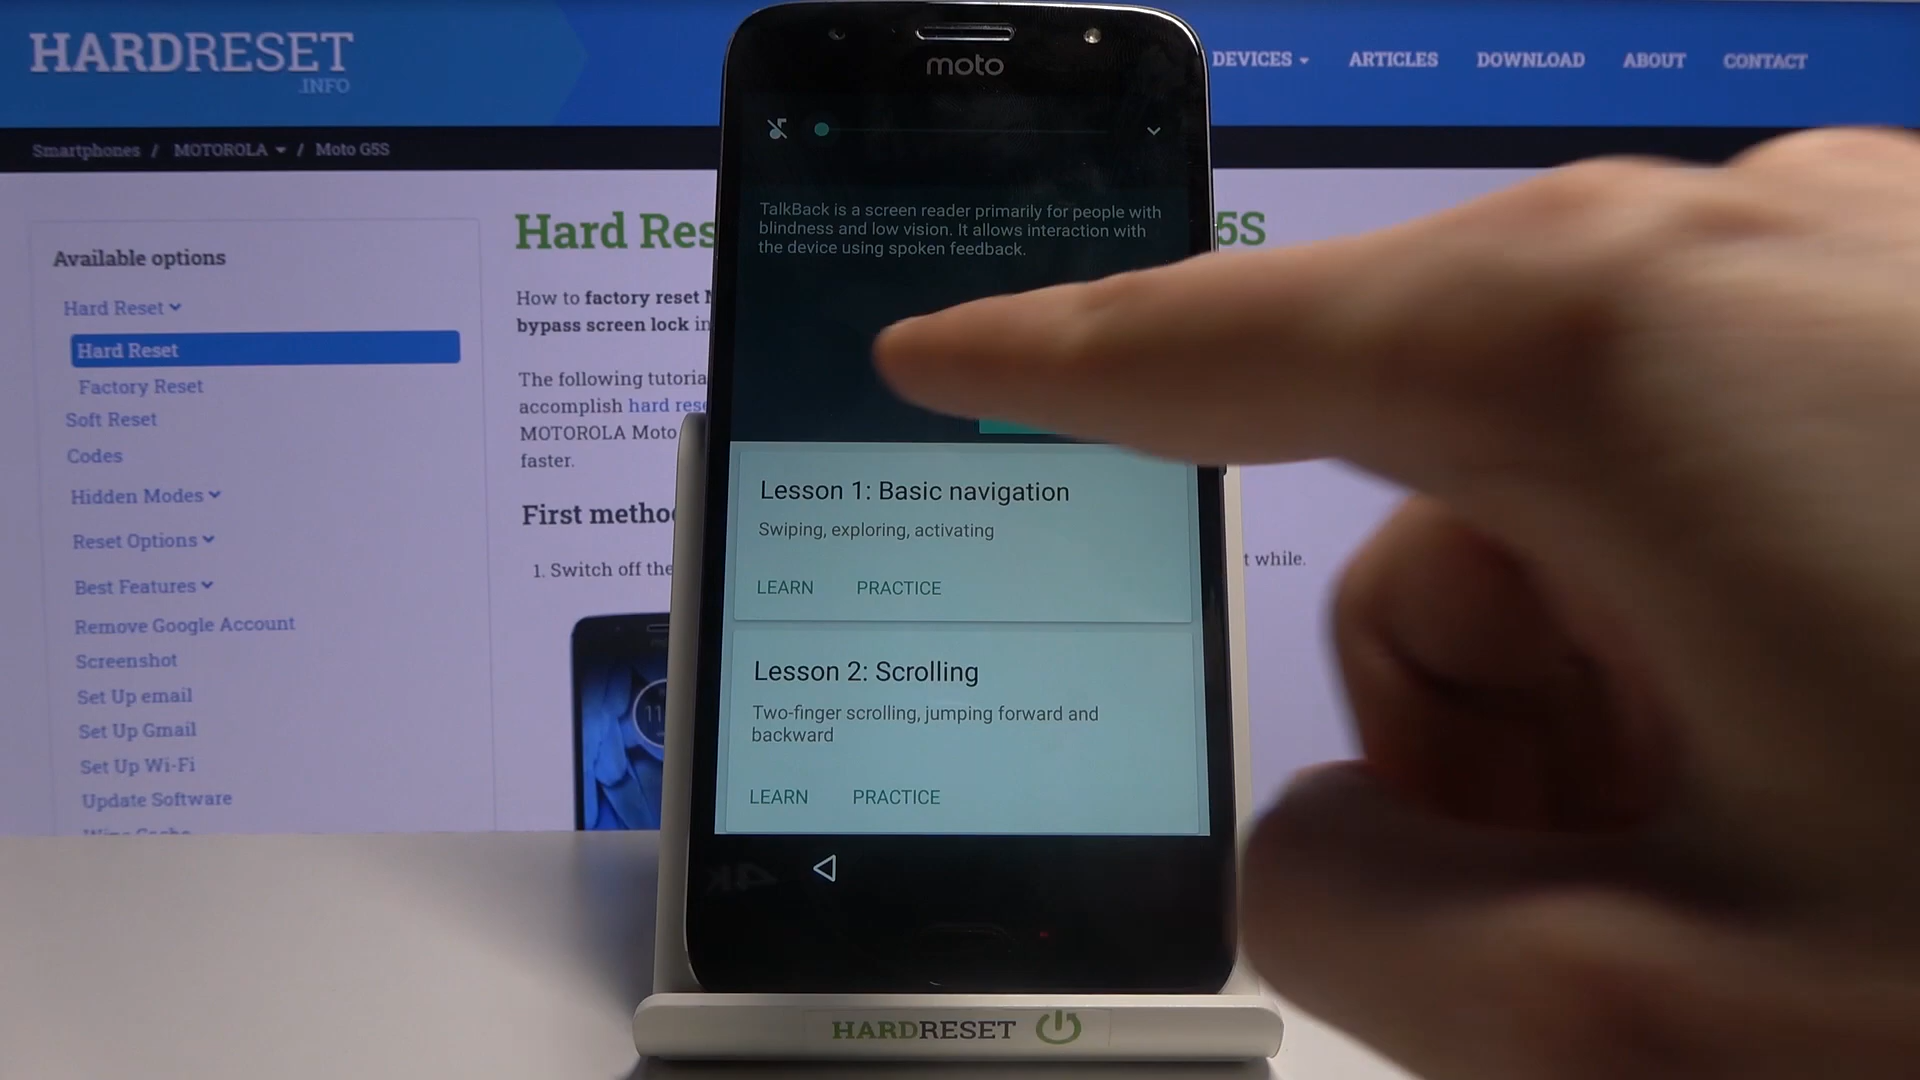 HARDRESET
.INFO
DEVICES
ARTICLES
DOWNLOAD
ABOUT
CONTACT
Smartphones / MOTOROLA / Moto G5S
Available options
Hard Reset
Hard Reset
Factory Reset
Soft Reset
Codes
Hidden Modes
Reset Options
Best Features
Remove Google Account
Screenshot
Set Up email
Set Up Gmail
Set Up Wi-Fi
Update Software
Wipe Cache
Hard Res
G5S
How to factory reset
bypass screen lock in
The following tutoria
accomplish hard res
MOTOROLA Moto
faster.
First metho
1. Switch off the
t while.
11
moto
TalkBack is a screen reader primarily for people with
blindness and low vision. It allows interaction with
the device using spoken feedback.
Lesson 1: Basic navigation
Swiping, exploring, activating
LEARN PRACTICE
Lesson 2: Scrolling
Two-finger scrolling, jumping forward and
backward
LEARN PRACTICE
4K
HARDRESET